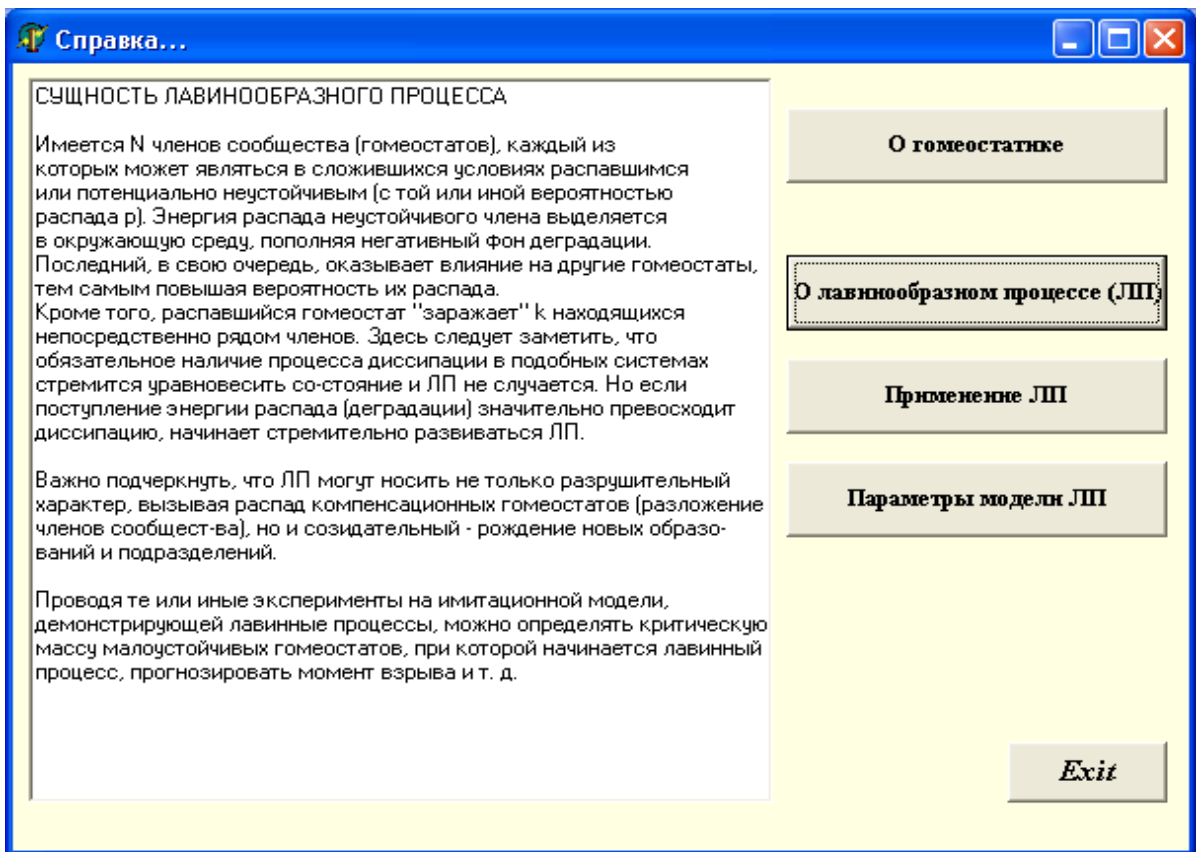 Справка...
СУЩНОСТЬ ЛАВИНООБРАЗНОГО ПРОЦЕССА
Имеется N членов сообщества (гомеостатов), каждый из
которых может являться в сложившихся условиях распавшимся
или потенциально неустойчивым (с той или иной вероятностью
распада р). Энергия распада неустойчивого члена выделяется
в окружающую среду, пополняя негативный фон деградации.
Последний, в свою очередь, оказывает влияние на другие гомеостаты,
тем самым повышая вероятность их распада.
Кроме того, распавшийся гомеостат "заражает" k находящихся
непосредственно рядом членов. Здесь следует заметить, что
обязательное наличие процесса диссипации в подобных системах
стремится уравновесить со-стояние и ЛП не случается. Но если
поступление энергии распада (деградации) значительно превосходит
диссипацию, начинает стремительно развиваться ЛП.
Важно подчеркнуть, что ЛП могут носить не только разрушительный
характер, вызывая распад компенсационных гомеостатов (разложение
членов сообщест-ва), но и созидательный - рождение новых образо-
ваний и подразделений.
Проводя те или иные эксперименты на имитационной модели,
демонстрирующей лавинные процессы, можно определять критическую
массу малоустойчивых гомеостатов, при которой начинается лавинный
процесс, прогнозировать момент взрыва и т. д.
О гомеостатике
О лавинообразном процессе (ЛП)
Применение ЛП
Параметры модели ЛП
Exit